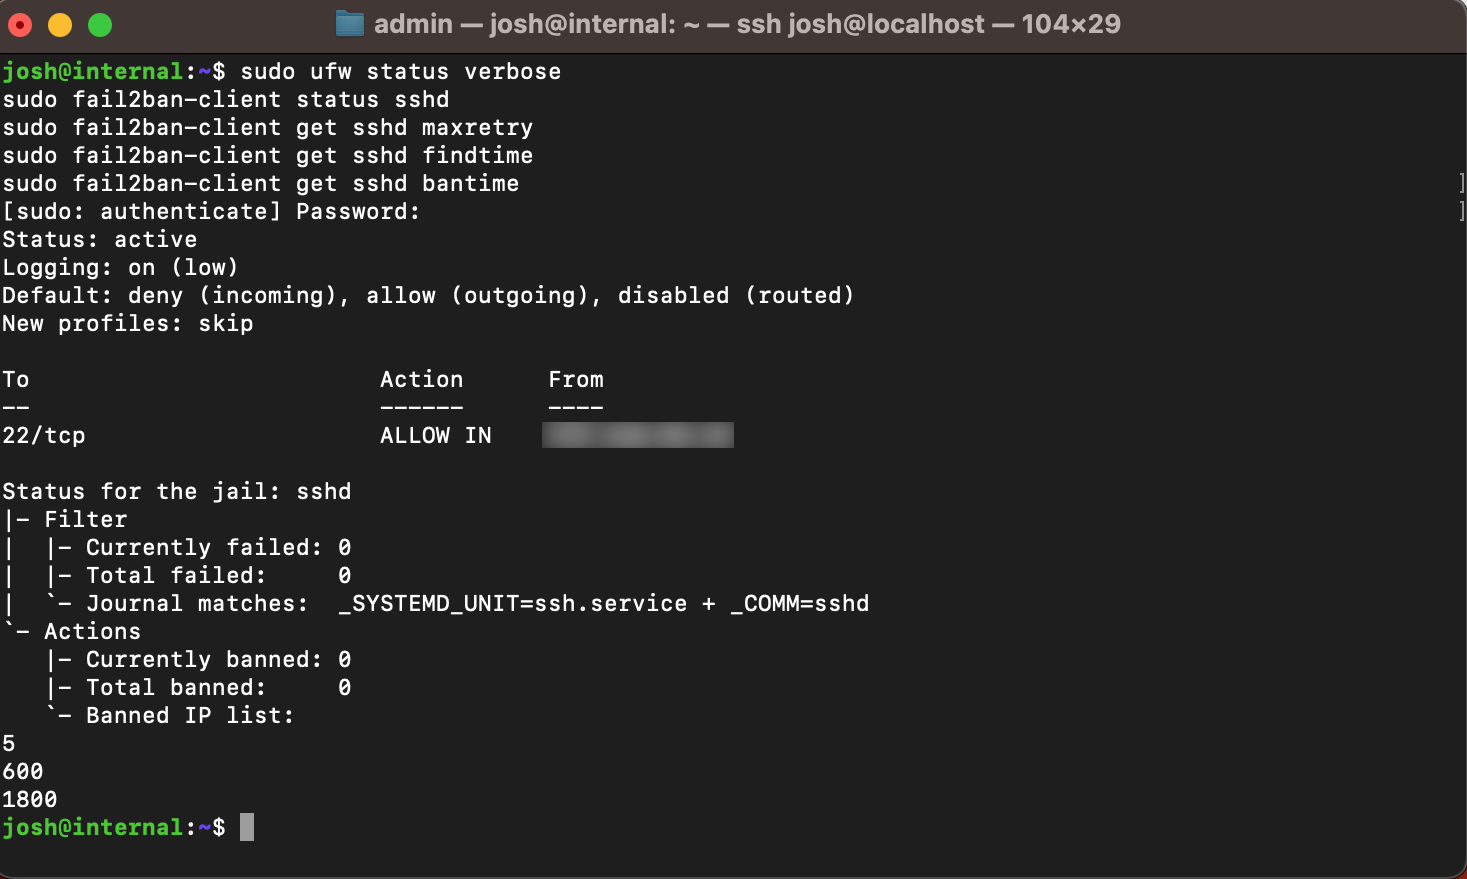 admin — josh@internal: ~ — ssh josh@localhost — 104×29
josh@internal:~$ sudo ufw status verbose
sudo fail2ban-client status sshd
sudo fail2ban-client get sshd maxretry
sudo fail2ban-client get sshd findtime
sudo fail2ban-client get sshd bantime
[sudo: authenticate] Password:
Status: active
Logging: on (low)
Default: deny (incoming), allow (outgoing), disabled (routed)
New profiles: skip

To                         Action      From
--                         ------      ----
22/tcp                     ALLOW IN

Status for the jail: sshd
|- Filter
|  |- Currently failed: 0
|  |- Total failed:     0
|  `- Journal matches:  _SYSTEMD_UNIT=ssh.service + _COMM=sshd
`- Actions
   |- Currently banned: 0
   |- Total banned:     0
   `- Banned IP list:
5
600
1800
josh@internal:~$